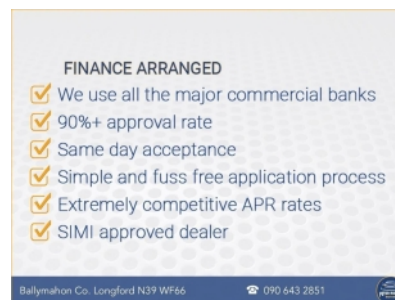 FINANCE ARRANGED
We use all the major commercial banks
90%+ approval rate
Same day acceptance
Simple and fuss free application process
Extremely competitive APR rates
SIMI approved dealer
Ballymahon Co. Longford N39 WF66 090 643 2851